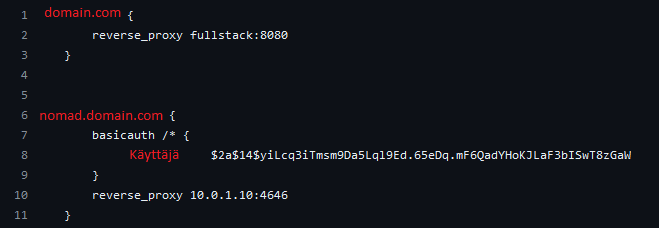 1 domain.com {
2 reverse_proxy fullstack:8080
3 }
4
5
6 nomad.domain.com {
7 basicauth /* {
8 Käyttäjä $2a$14$yiLcq3iTmsm9Da5Lql9Ed.65eDq.mF6QadYHoKJLaF3bISwT8zGaW
9 }
10 reverse_proxy 10.0.1.10:4646
11 }